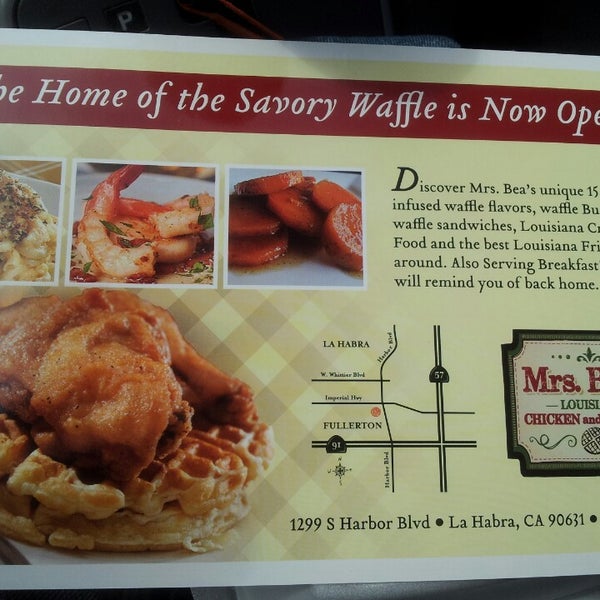 he Home of the Savory Waffle is Now Ope
Discover Mrs. Bea's unique 15
infused waffle flavors, waffle Bu
waffle sandwiches, Louisiana Cr
Food and the best Louisiana Fri
around. Also Serving Breakfast
will remind you of back home.
LA HABRA
Harbor Blvd
W. Whittier Blvd
57
Imperial Hwy
FULLERTON
91
Harbor Blvd
Mrs. B
LOUISI
CHICKEN and
1299 S Harbor Blvd • La Habra, CA 90631 •
P